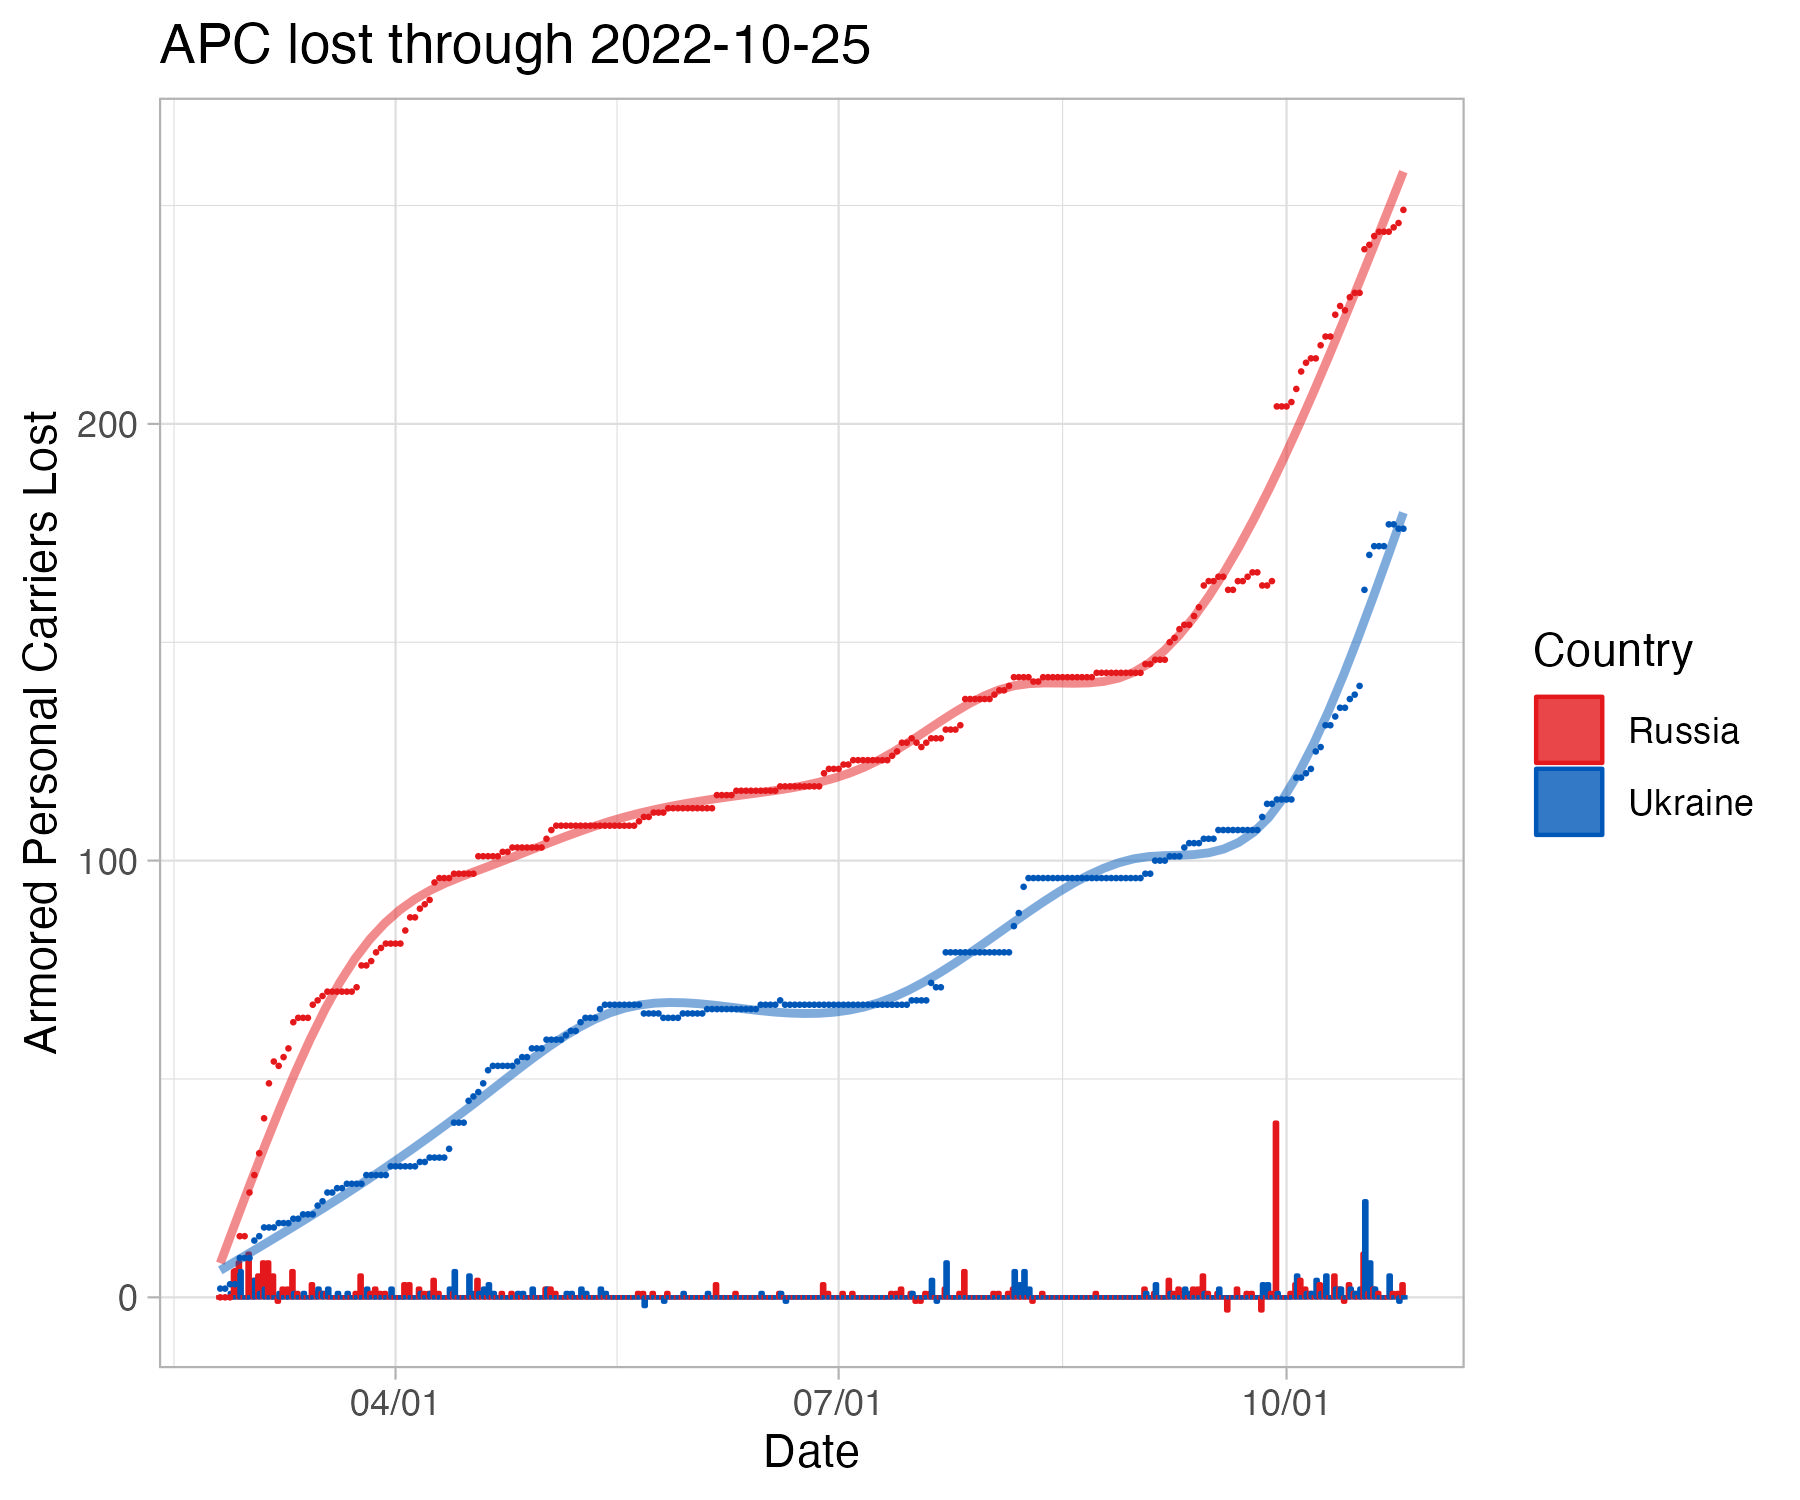 APC lost through 2022-10-25
Armored Personal Carriers Lost
200
100
0
04/01
07/01
10/01
Date
Country
Russia
Ukraine